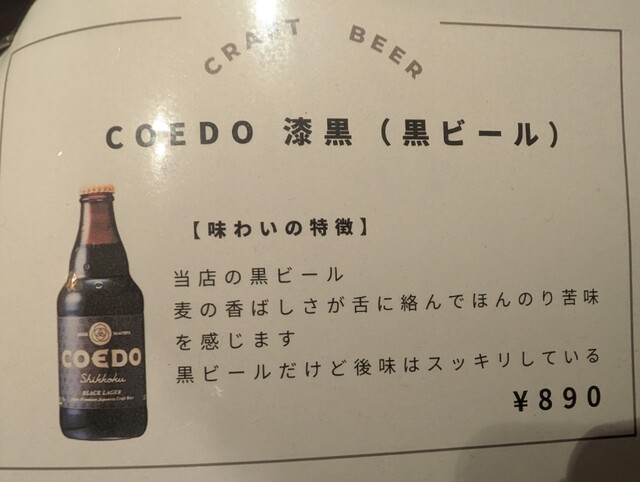 CRAFT BEER
COEDO 漆黒（黒ビール）
【味わいの特徴】
当店の黒ビール
麦の香ばしさが舌に絡んでほんのり苦味
を感じます
黒ビールだけど後味はスッキリしている
¥890
COEDO
Shikkoku
BLACK LAGER